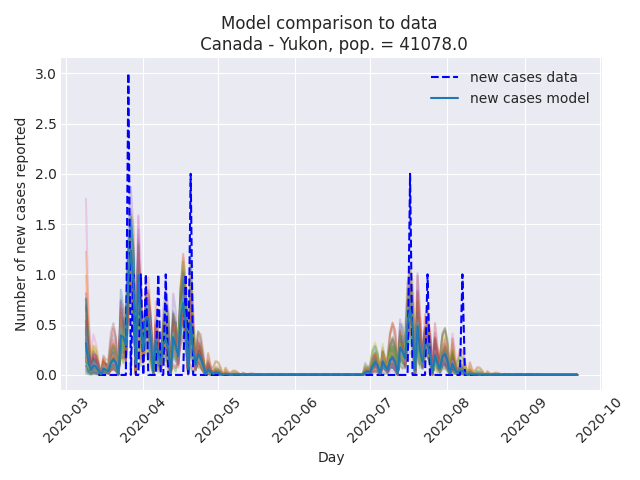 Model comparison to data
Canada - Yukon, pop. = 41078.0
new cases data
new cases model
Number of new cases reported
3.0
2.5
2.0
1.5
1.0
0.5
0.0
2020-03
2020-04
2020-05
2020-06
2020-07
2020-08
2020-09
2020-10
Day